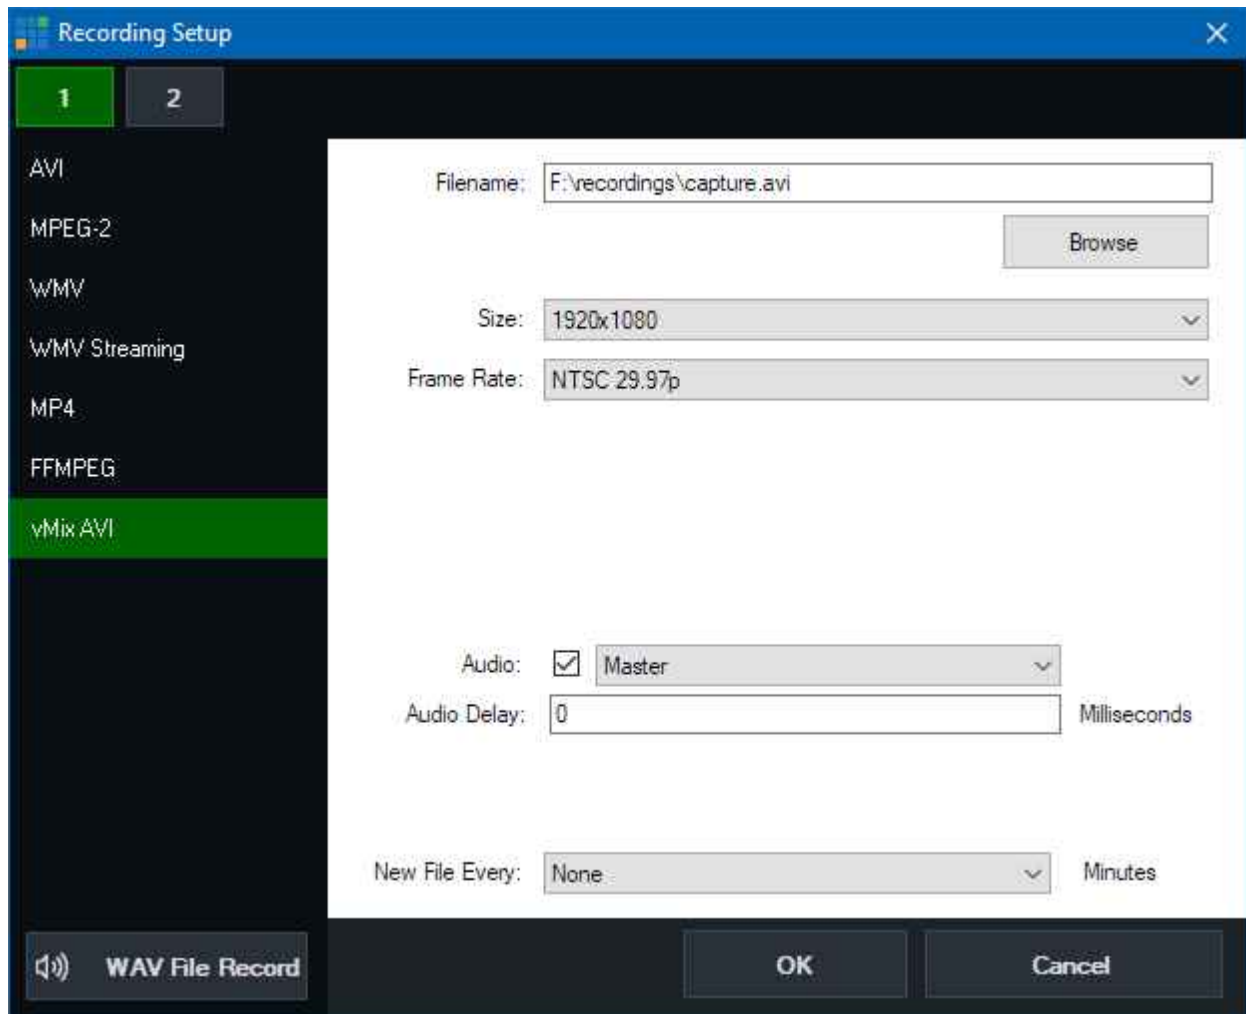 Recording Setup
1 2
AVI
MPEG-2
WMV
WMV Streaming
MP4
FFMPEG
vMix AVI
WAV File Record
Filename: F:\recordings\capture.avi
Browse
Size: 1920x1080
Frame Rate: NTSC 29.97p
Audio: Master
Audio Delay: 0 Milliseconds
New File Every: None Minutes
OK Cancel